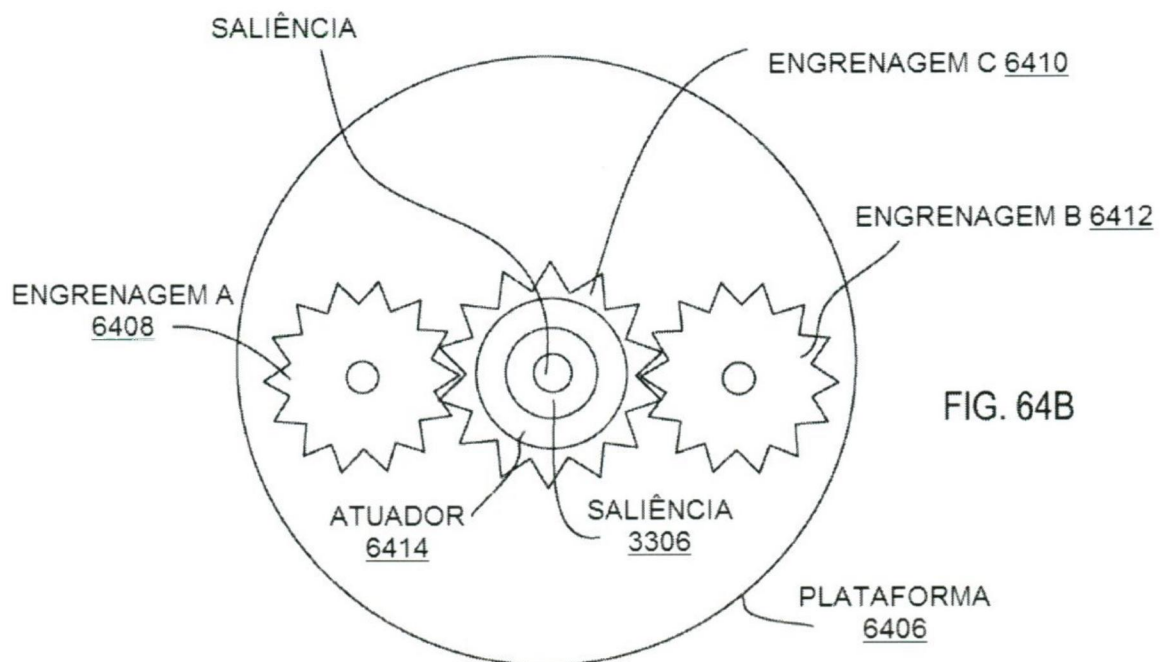 SALIÊNCIA
ENGRENAGEM C 6410
ENGRENAGEM B 6412
ENGRENAGEM A
6408
FIG. 64B
ATUADOR
6414
SALIÊNCIA
3306
PLATAFORMA
6406